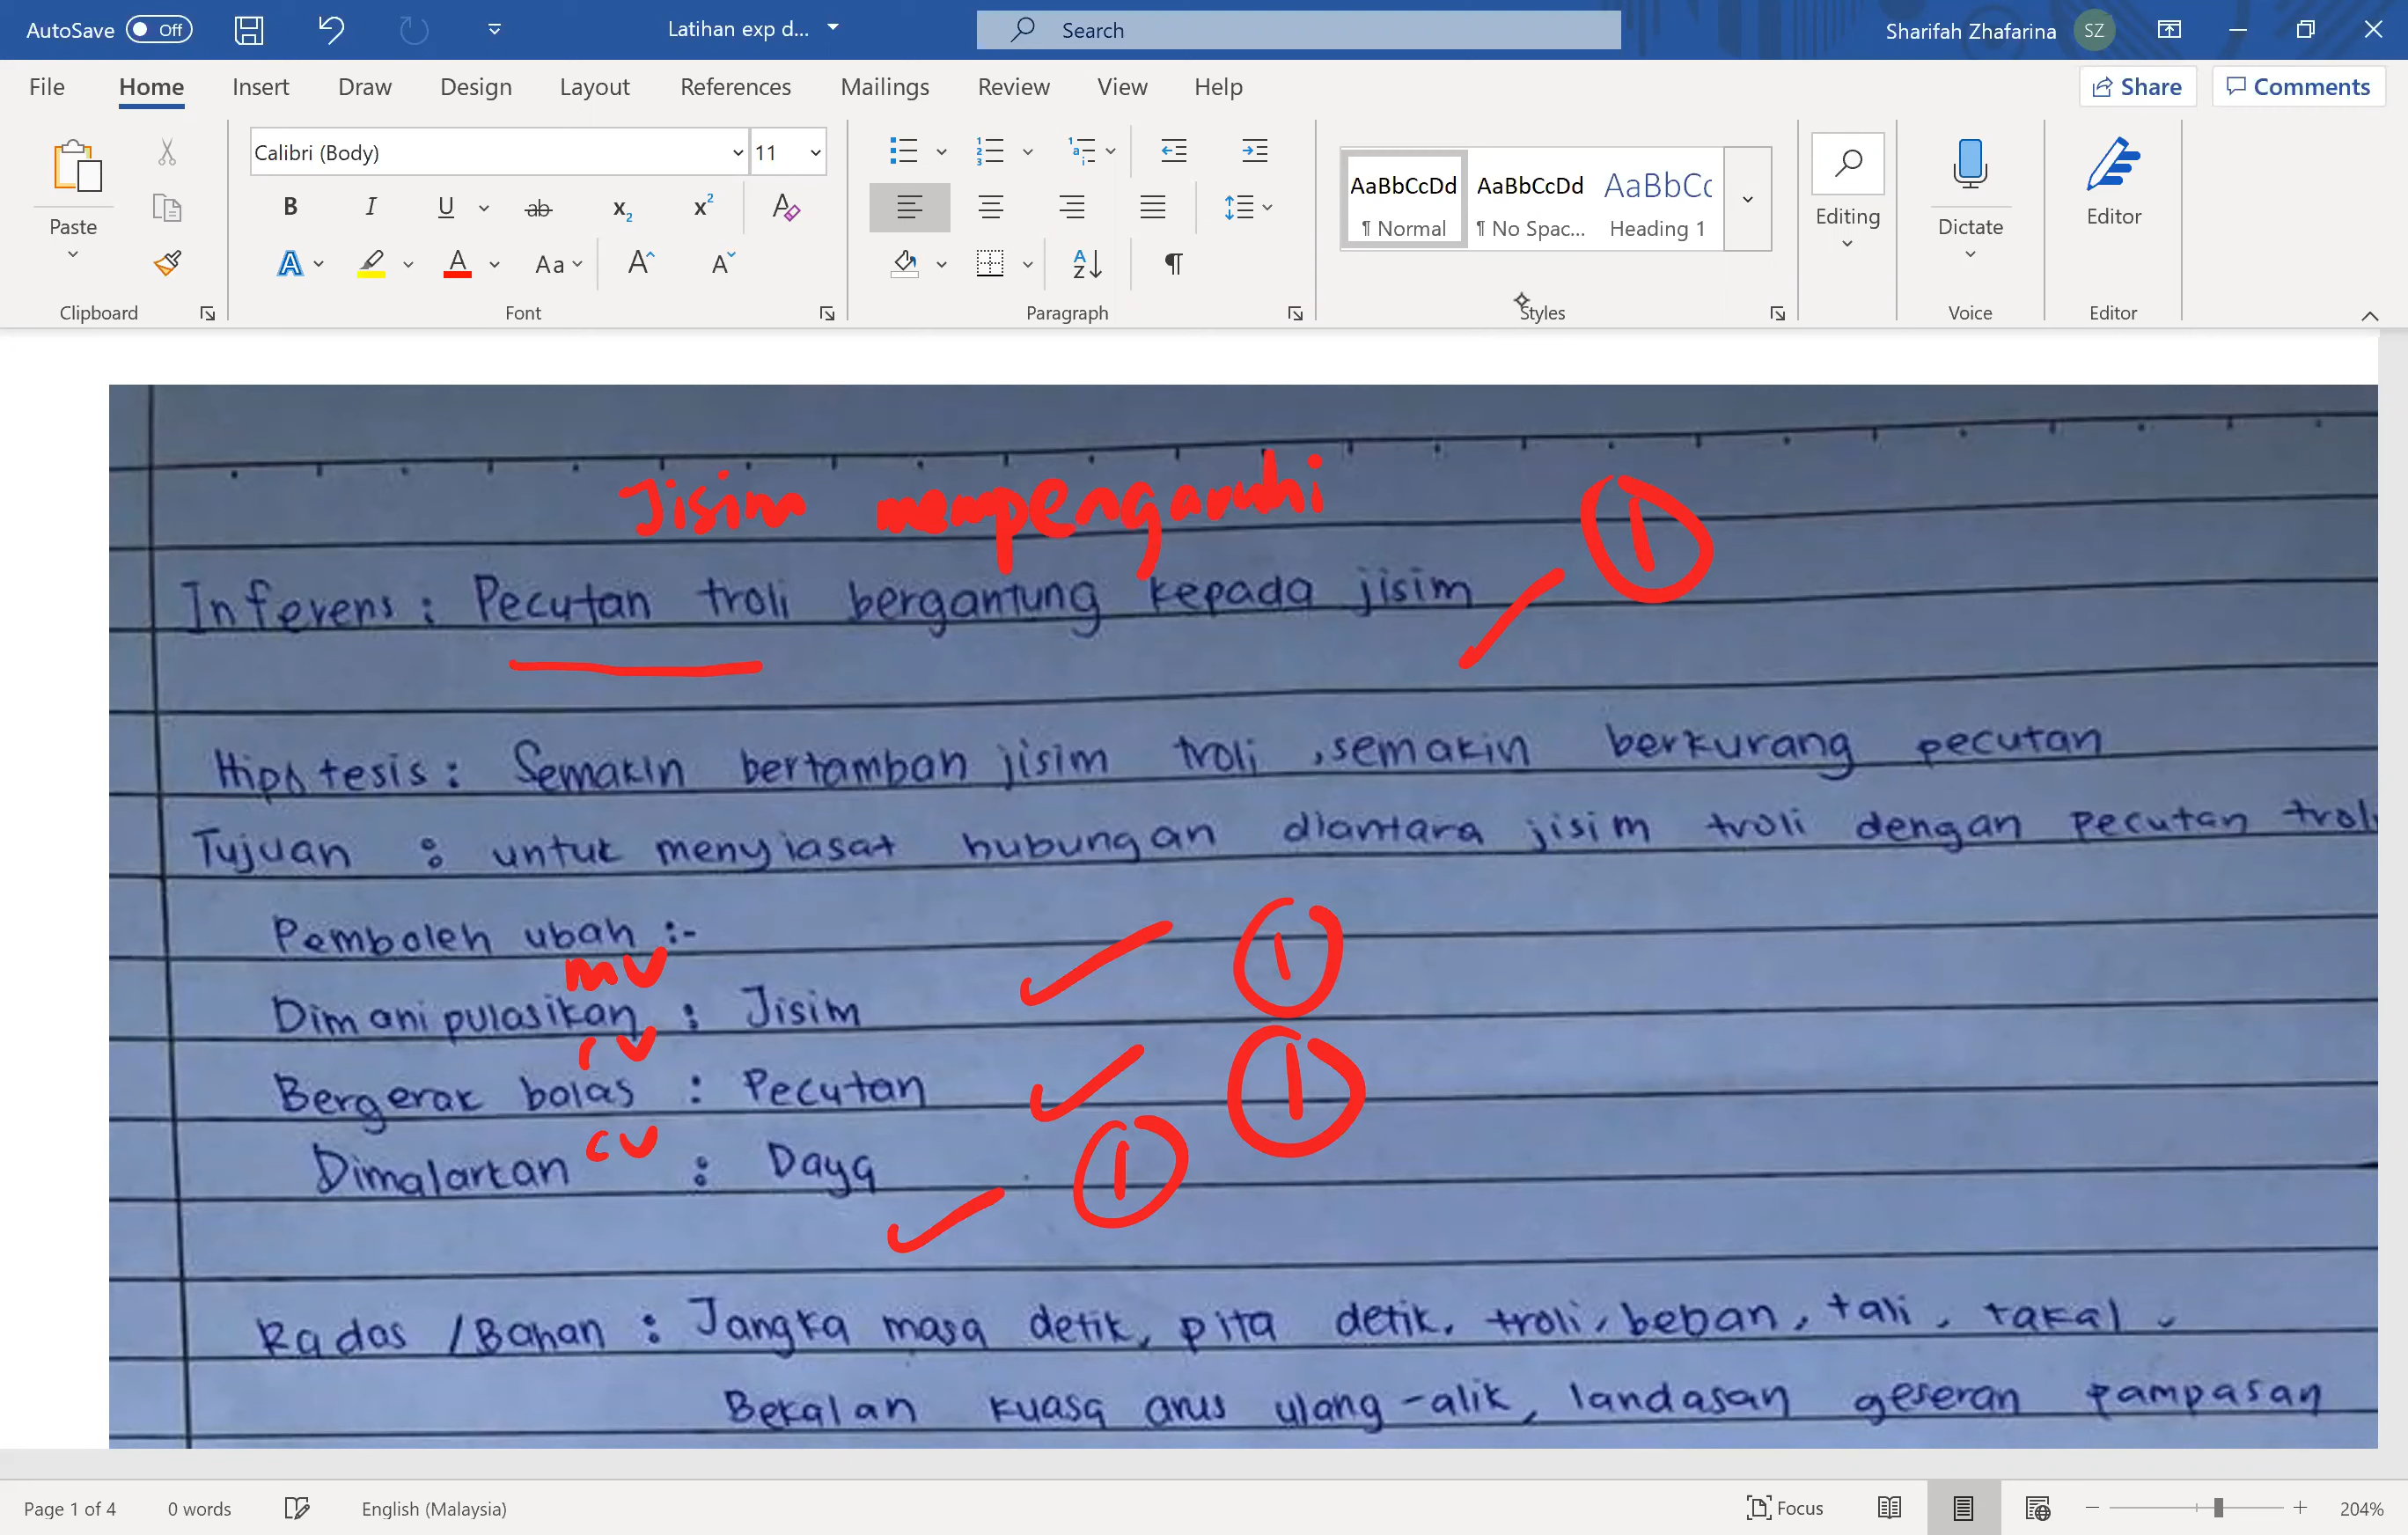 AutoSave Off Latihan exp d... Search Sharifah Zhafarina SZ
File Home Insert Draw Design Layout References Mailings Review View Help Share Comments
Calibri (Body) 11
Paste
B I U ab x2 x2 A
A A Aa A A
AaBbCcDd AaBbCcDd AaBbCc
¶ Normal ¶ No Spac... Heading 1
Editing Dictate Editor
Clipboard Font Paragraph Styles Voice Editor
Jisim mempengaruhi
1
Inferens : Pecutan troli bergantung kepada jisim
Hipotesis : Semakin bertambah jisim troli , semakin berkurang pecutan
Tujuan : untuk menyiasat hubungan diantara jisim troli dengan pecutan troli
Pemboleh ubah :-
mv
1
Dimanipulasikan : Jisim
rv
1
Bergerak balas : Pecutan
cv
1
Dimalarkan : Daya
Radas / Bahan : Jangka masa detik, pita detik, troli, beban, tali, takal,
Bekalan kuasa arus ulang-alik, landasan geseran pampasan
Page 1 of 4 0 words English (Malaysia) Focus 204%